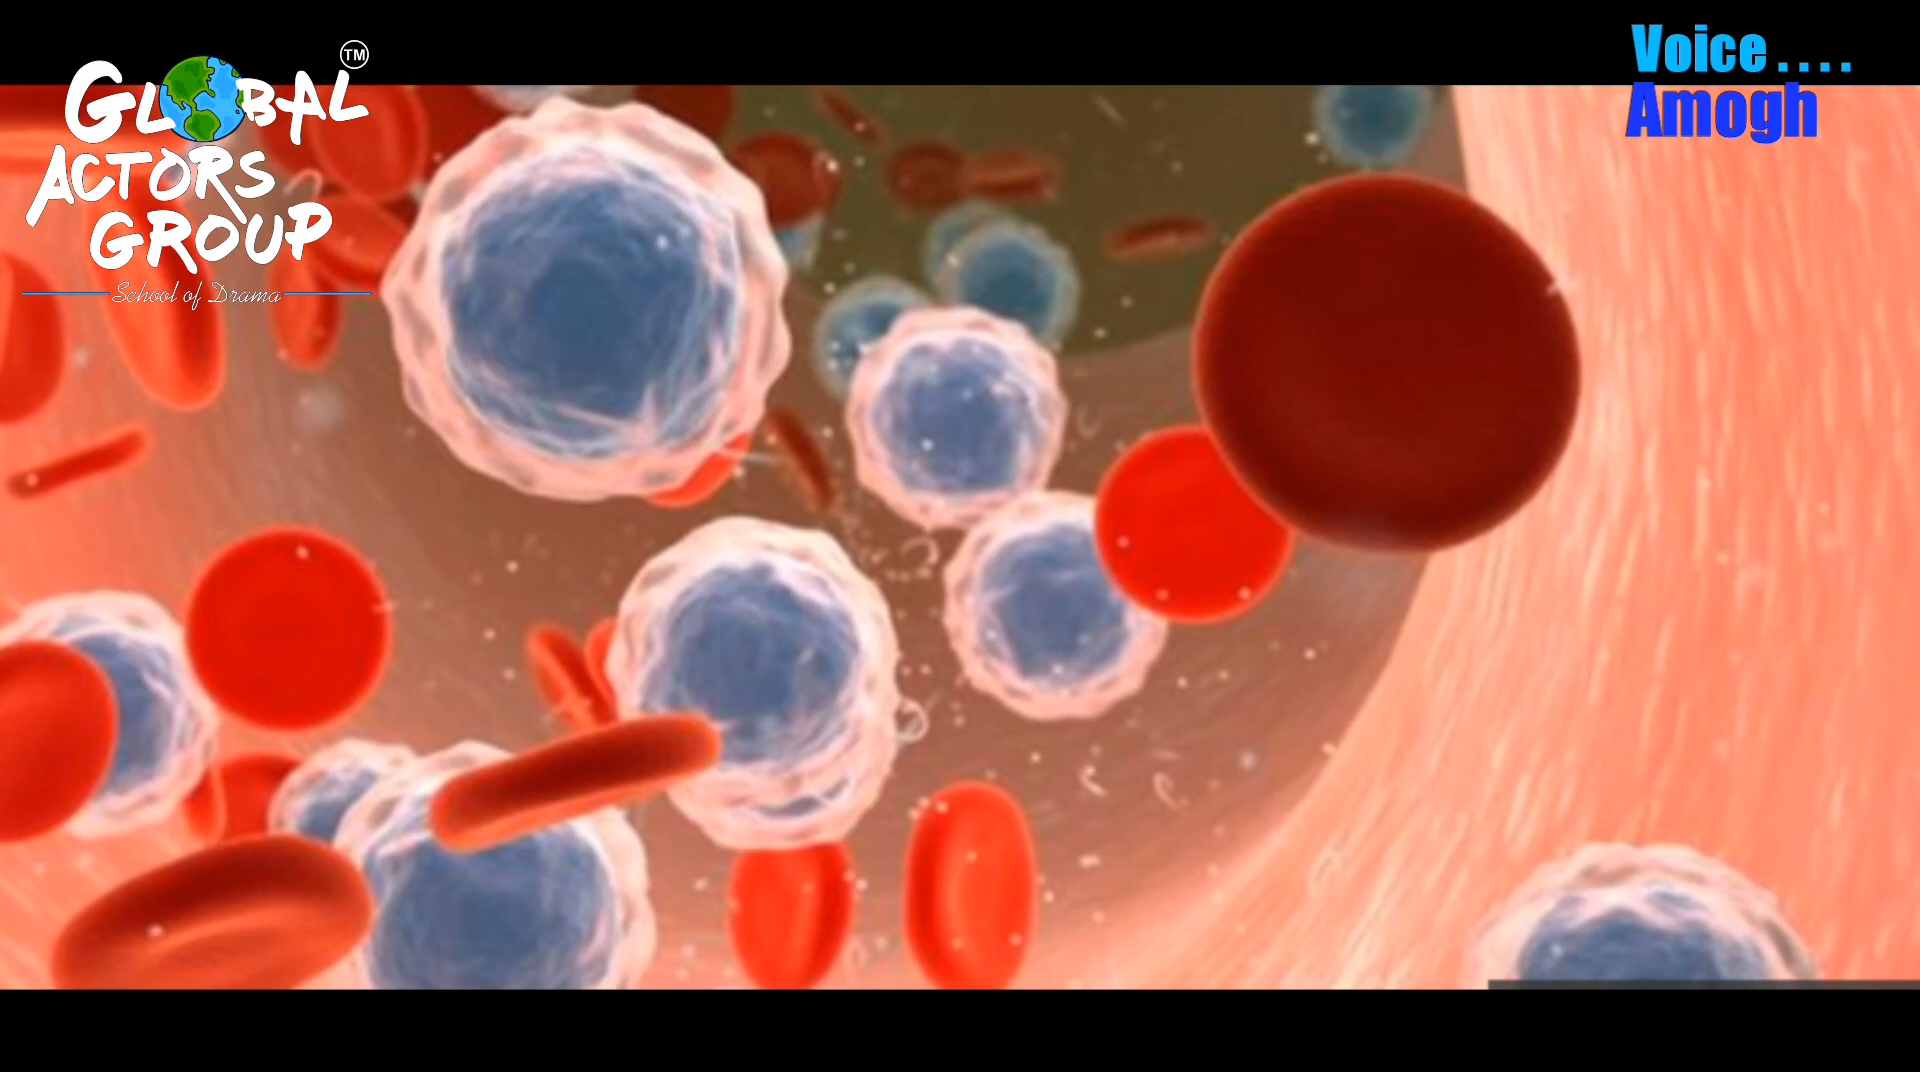 GLOBAL
TM
ACTORS
GROUP
School of Drama
Voice ....
Amogh